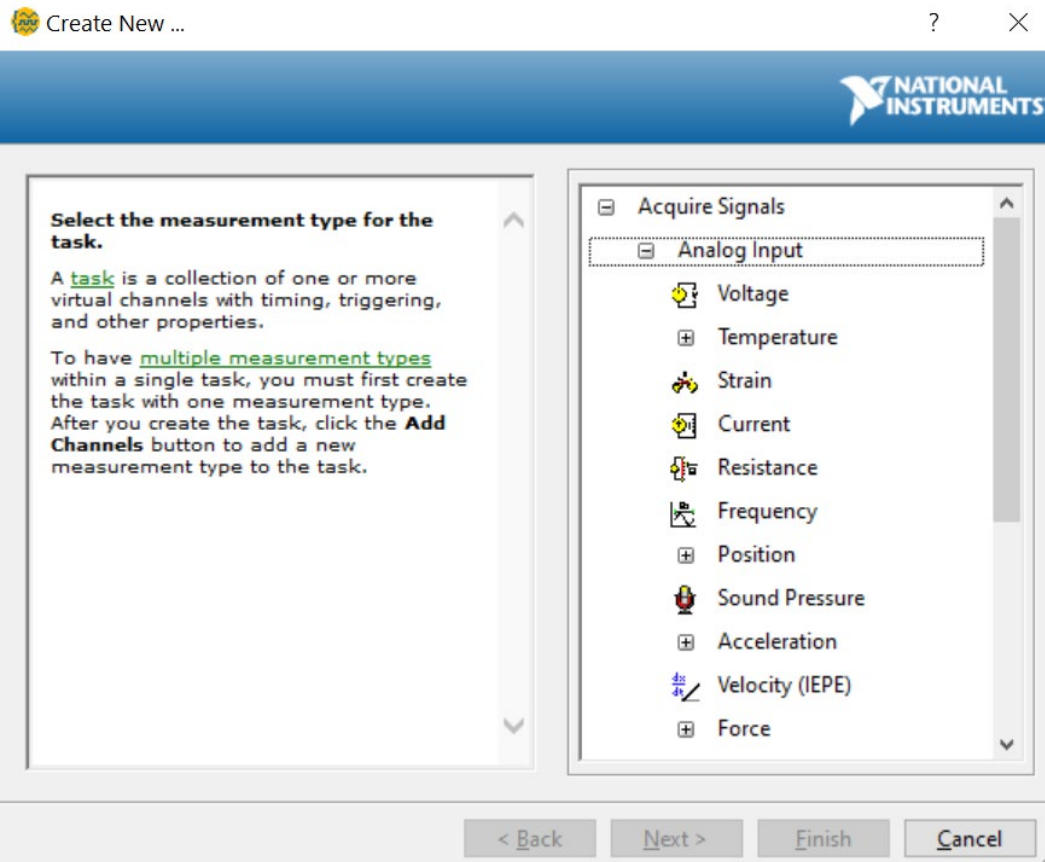 Create New ...
?
NATIONAL
INSTRUMENTS
Select the measurement type for the
task.
A task is a collection of one or more
virtual channels with timing, triggering,
and other properties.
To have multiple measurement types
within a single task, you must first create
the task with one measurement type.
After you create the task, click the Add
Channels button to add a new
measurement type to the task.
Acquire Signals
Analog Input
Voltage
Temperature
Strain
Current
Resistance
Frequency
Position
Sound Pressure
Acceleration
dx
dt
Velocity (IEPE)
Force
< Back
Next >
Finish
Cancel